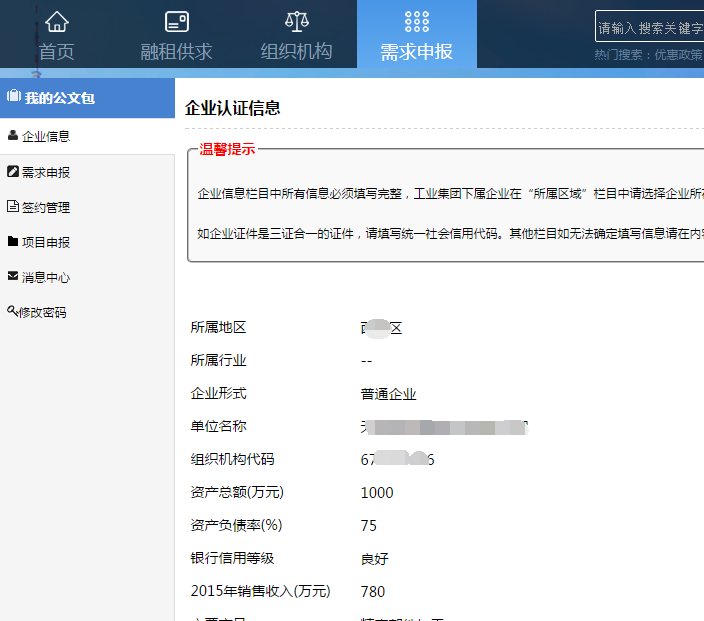 首页 融租供求 组织机构 需求申报
请输入搜索关键字
热门搜索：优惠政策
我的公文包
企业信息
需求申报
签约管理
项目申报
消息中心
修改密码
企业认证信息
温馨提示
企业信息栏目中所有信息必须填写完整，工业集团下属企业在“所属区域”栏目中请选择企业所在
如企业证件是三证合一的证件，请填写统一社会信用代码。其他栏目如无法确定填写信息请在内容
所属地区 区
所属行业 --
企业形式 普通企业
单位名称
组织机构代码 67 6
资产总额(万元) 1000
资产负债率(%) 75
银行信用等级 良好
2015年销售收入(万元) 780